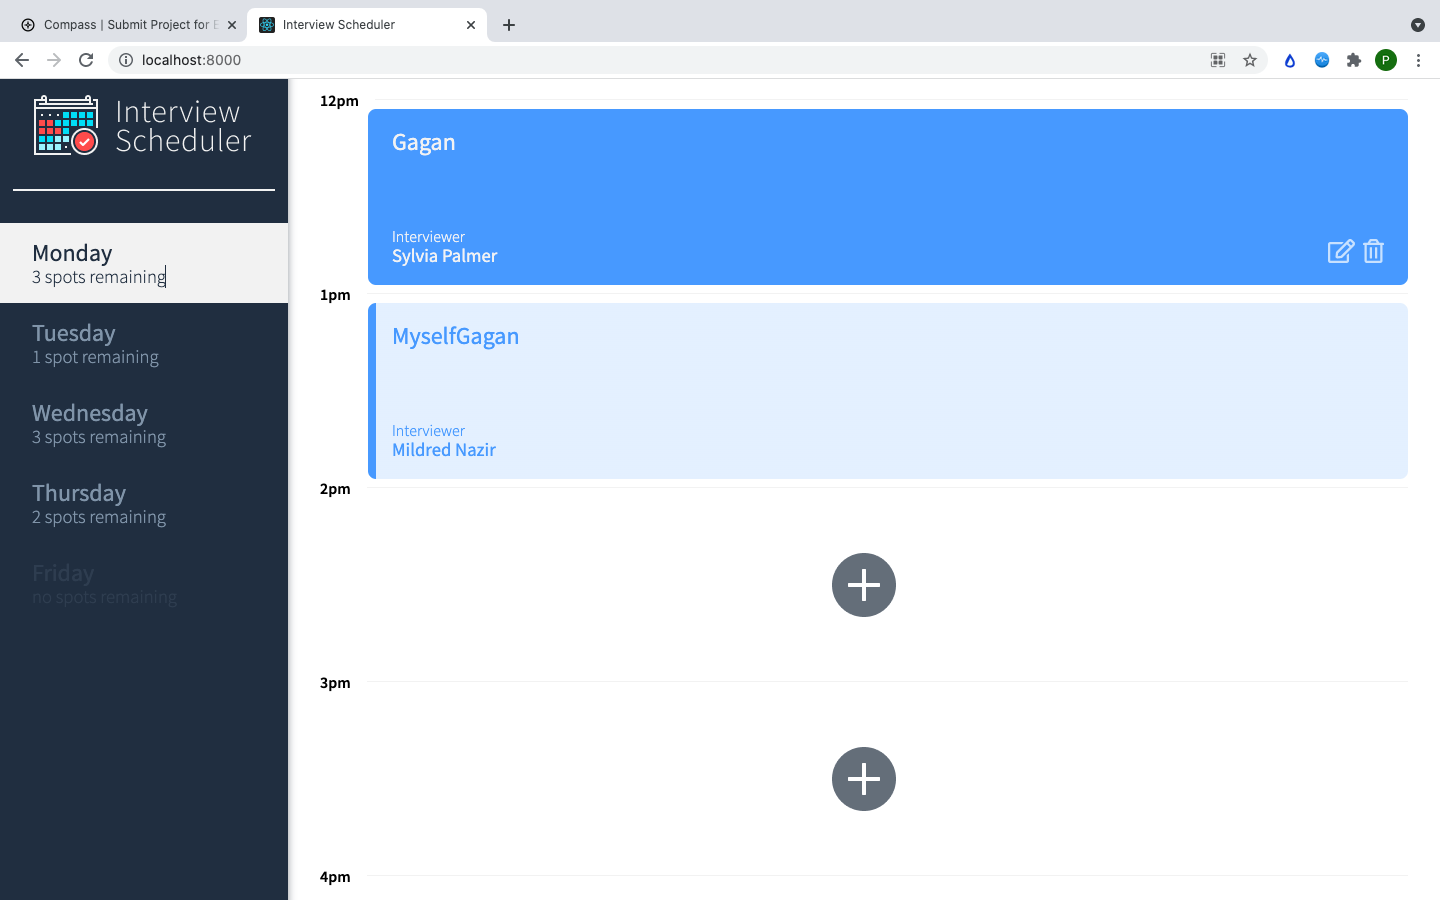 Compass | Submit Project for E
Interview Scheduler
localhost:8000
P
Interview
Scheduler
Monday
3 spots remaining
Tuesday
1 spot remaining
Wednesday
3 spots remaining
Thursday
2 spots remaining
Friday
no spots remaining
12pm
Gagan
Interviewer
Sylvia Palmer
1pm
MyselfGagan
Interviewer
Mildred Nazir
2pm
3pm
4pm